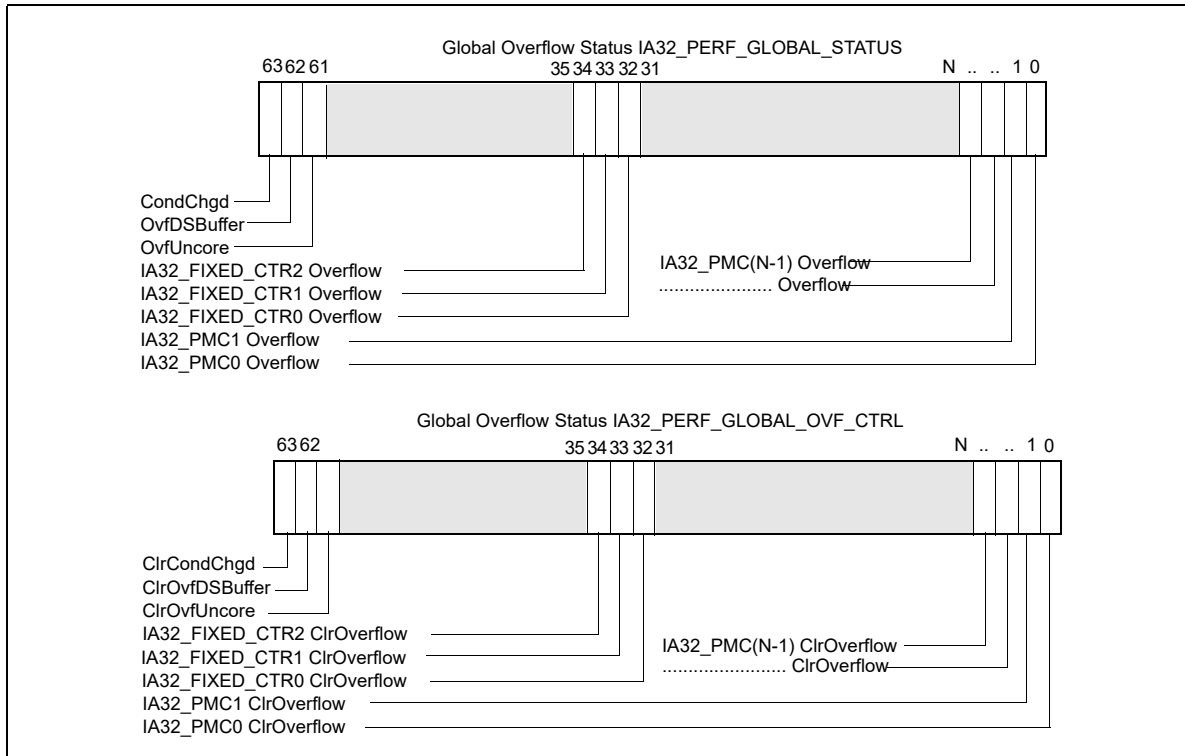 Global Overflow Status IA32_PERF_GLOBAL_STATUS
63 62 61 35 34 33 32 31 N .. .. 1 0
CondChgd
OvfDSBuffer
OvfUncore
IA32_FIXED_CTR2 Overflow
IA32_PMC(N-1) Overflow
IA32_FIXED_CTR1 Overflow
...................... Overflow
IA32_FIXED_CTR0 Overflow
IA32_PMC1 Overflow
IA32_PMC0 Overflow
Global Overflow Status IA32_PERF_GLOBAL_OVF_CTRL
63 62 35 34 33 32 31 N .. .. 1 0
ClrCondChgd
ClrOvfDSBuffer
ClrOvfUncore
IA32_FIXED_CTR2 ClrOverflow
IA32_PMC(N-1) ClrOverflow
IA32_FIXED_CTR1 ClrOverflow
........................ ClrOverflow
IA32_FIXED_CTR0 ClrOverflow
IA32_PMC1 ClrOverflow
IA32_PMC0 ClrOverflow